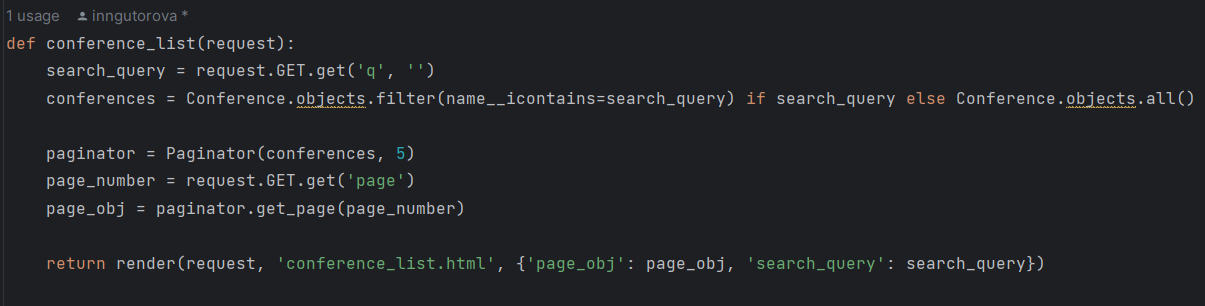 1 usage inngutorova *
def conference_list(request):
    search_query = request.GET.get('q', '')
    conferences = Conference.objects.filter(name__icontains=search_query) if search_query else Conference.objects.all()
    paginator = Paginator(conferences, 5)
    page_number = request.GET.get('page')
    page_obj = paginator.get_page(page_number)
    return render(request, 'conference_list.html', {'page_obj': page_obj, 'search_query': search_query})